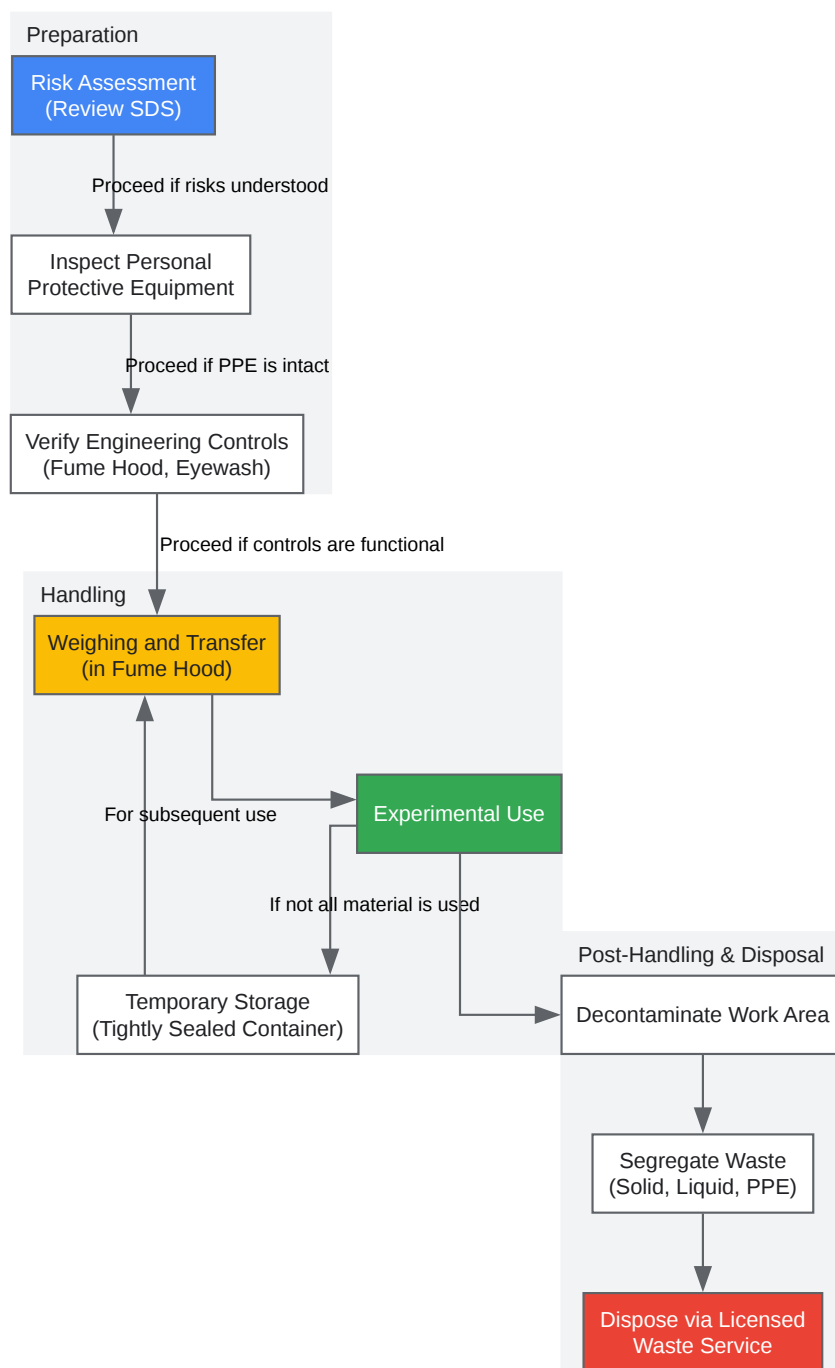 Preparation
Risk Assessment
(Review SDS)
Proceed if risks understood
Inspect Personal
Protective Equipment
Proceed if PPE is intact
Verify Engineering Controls
(Fume Hood, Eyewash)
Proceed if controls are functional
Handling
Weighing and Transfer
(in Fume Hood)
For subsequent use
Experimental Use
If not all material is used
Temporary Storage
(Tightly Sealed Container)
Post-Handling & Disposal
Decontaminate Work Area
Segregate Waste
(Solid, Liquid, PPE)
Dispose via Licensed
Waste Service